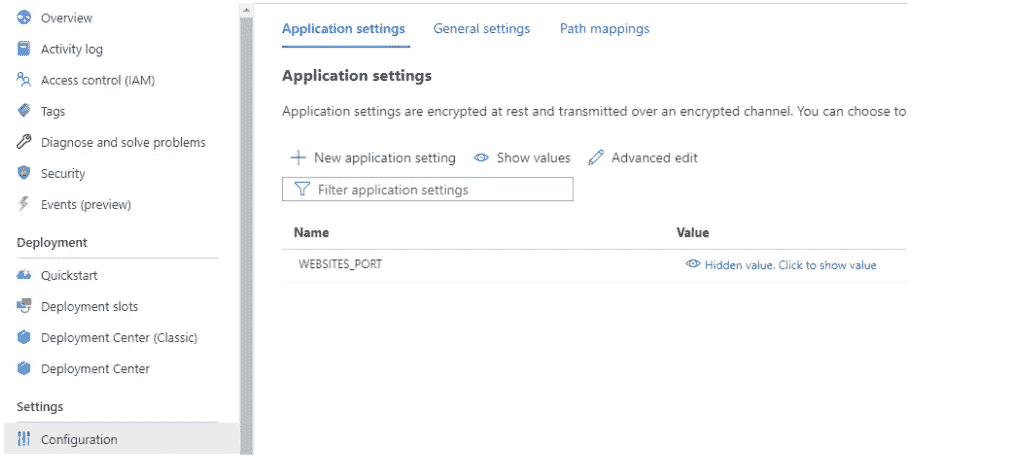 Overview
Activity log
Access control (IAM)
Tags
Diagnose and solve problems
Security
Events (preview)
Deployment
Quickstart
Deployment slots
Deployment Center (Classic)
Deployment Center
Settings
Configuration
Application settings
General settings
Path mappings
Application settings
Application settings are encrypted at rest and transmitted over an encrypted channel. You can choose to
New application setting
Show values
Advanced edit
Filter application settings
Name
Value
WEBSITES_PORT
Hidden value. Click to show value